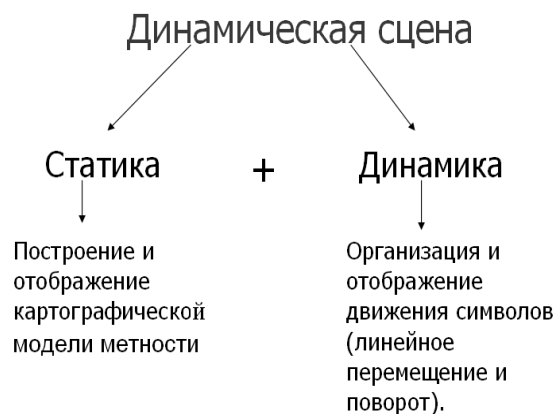 Динамическая сцена
Статика + Динамика
Построение и
отображение
картографической
модели метности
Организация и
отображение
движения символов
(линейное
перемещение и
поворот).